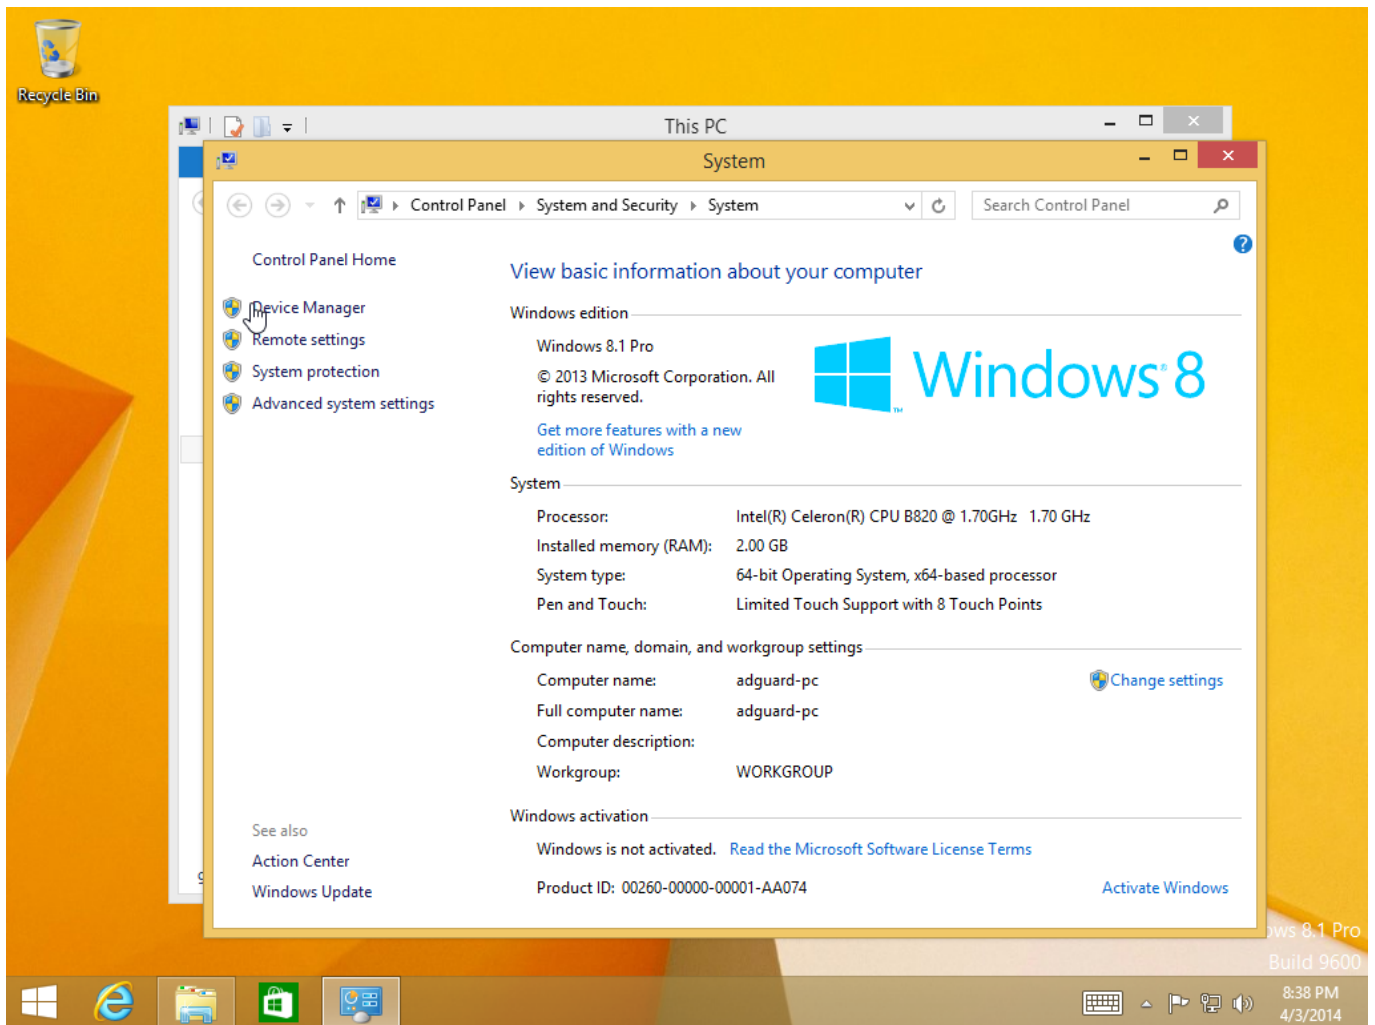 Recycle Bin
This PC
System
Control Panel System and Security System
Search Control Panel
Control Panel Home
Device Manager
Remote settings
System protection
Advanced system settings
View basic information about your computer
Windows edition
Windows 8.1 Pro
© 2013 Microsoft Corporation. All
rights reserved.
Get more features with a new
edition of Windows
Windows 8
TM
System
Processor: Intel(R) Celeron(R) CPU B820 @ 1.70GHz 1.70 GHz
Installed memory (RAM): 2.00 GB
System type: 64-bit Operating System, x64-based processor
Pen and Touch: Limited Touch Support with 8 Touch Points
Computer name, domain, and workgroup settings
Computer name: adguard-pc
Change settings
Full computer name: adguard-pc
Computer description:
Workgroup: WORKGROUP
Windows activation
Windows is not activated. Read the Microsoft Software License Terms
Product ID: 00260-00000-00001-AA074
Activate Windows
See also
Action Center
Windows Update
ows 8.1 Pro
Build 9600
8:38 PM
4/3/2014